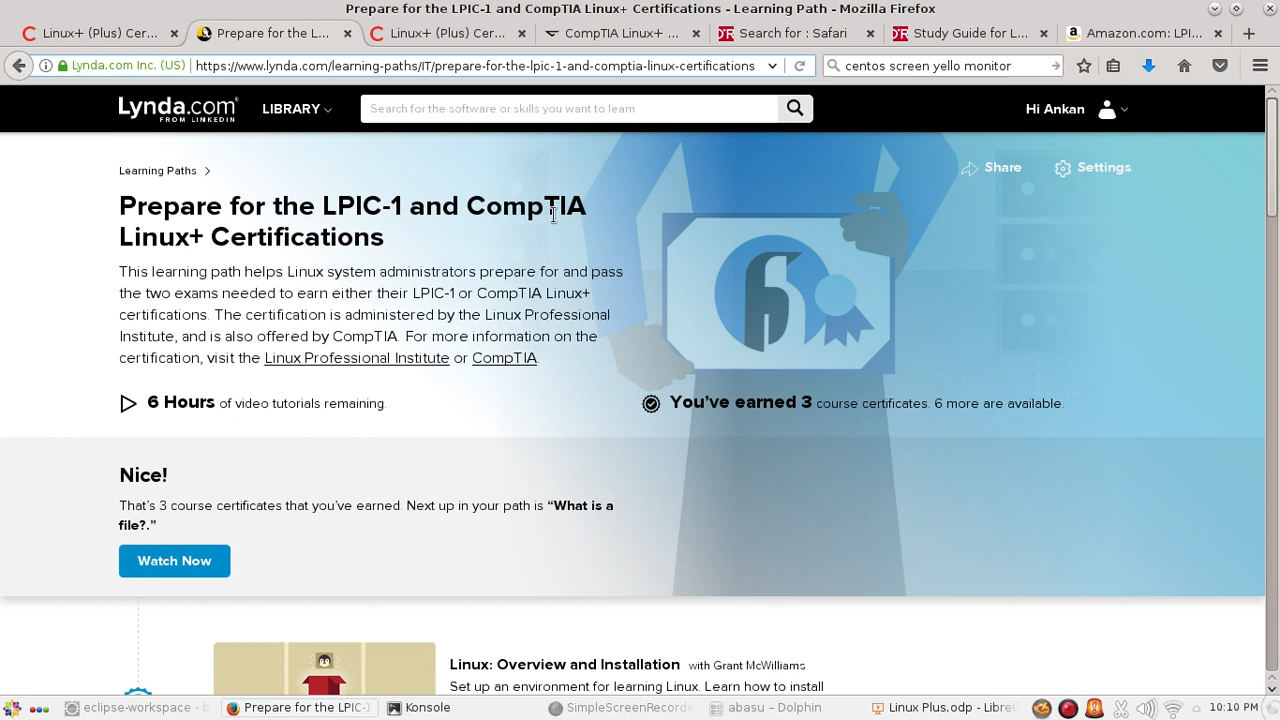 Prepare for the LPIC-1 and CompTIA Linux+ Certifications - Learning Path - Mozilla Firefox
Linux+ (Plus) Cer... × Prepare for the L... × Linux+ (Plus) Cer... × CompTIA Linux+ ... × Search for : Safari × Study Guide for L... × Amazon.com: LPI... ×
Lynda.com Inc. (US) https://www.lynda.com/learning-paths/IT/prepare-for-the-lpic-1-and-comptia-linux-certifications centos screen yello monitor
Lynda.com LIBRARY Search for the software or skills you want to learn Hi Ankan
FROM LINKEDIN
Learning Paths Share Settings
Prepare for the LPIC-1 and CompTIA
Linux+ Certifications
This learning path helps Linux system administrators prepare for and pass
the two exams needed to earn either their LPIC-1 or CompTIA Linux+
certifications. The certification is administered by the Linux Professional
Institute, and is also offered by CompTIA. For more information on the
certification, visit the Linux Professional Institute or CompTIA.
6 Hours of video tutorials remaining. You've earned 3 course certificates. 6 more are available.
Nice!
That's 3 course certificates that you've earned. Next up in your path is “What is a
file?.”
Watch Now
Linux: Overview and Installation with Grant McWilliams
Set up an environment for learning Linux. Learn how to install
eclipse-workspace - Prepare for the LPIC-1 Konsole SimpleScreenRecorde abasu – Dolphin Linux Plus.odp - Libre 10:10 PM